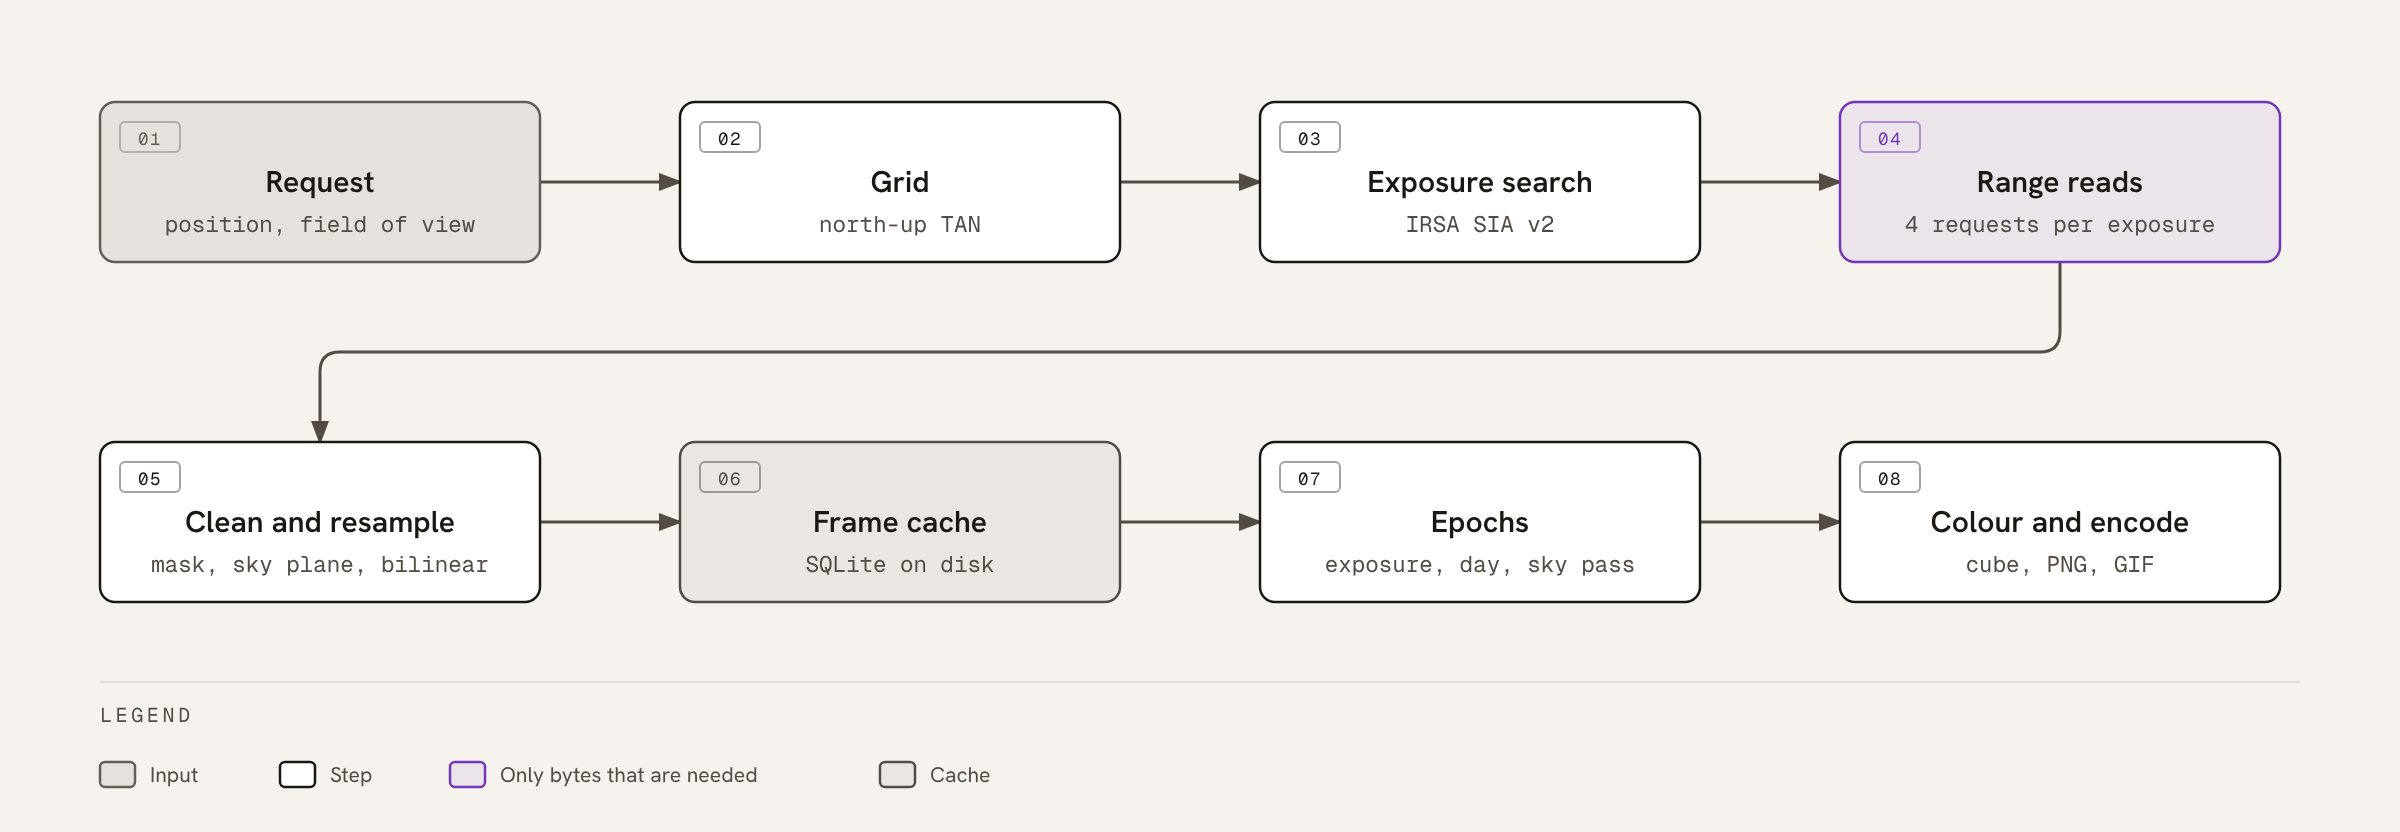 01
Request
position, field of view
02
Grid
north-up TAN
03
Exposure search
IRSA SIA v2
04
Range reads
4 requests per exposure
05
Clean and resample
mask, sky plane, bilinear
06
Frame cache
SQLite on disk
07
Epochs
exposure, day, sky pass
08
Colour and encode
cube, PNG, GIF
LEGEND
Input
Step
Only bytes that are needed
Cache